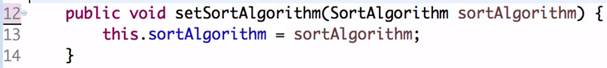 12 public void setSortAlgorithm(SortAlgorithm sortAlgorithm) {
13 this.sortAlgorithm = sortAlgorithm;
14 }